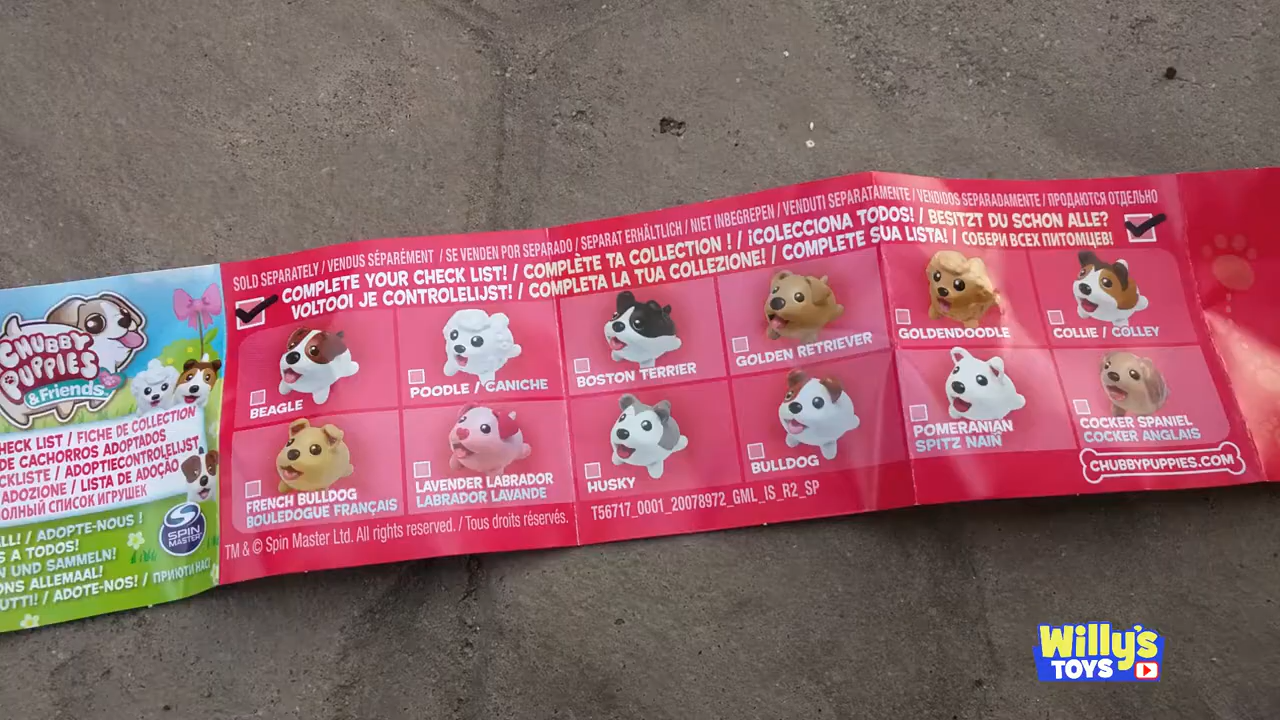 CHUBBY
PUPPIES
& Friends
HECK LIST / FICHE DE COLLECTION
DE CACHORROS ADOPTADOS
CKLISTE / ADOPTIECONTROLELIJST
ADOZIONE / LISTA DE ADOÇÃO
ОЛНЫЙ СПИСОК ИГРУШЕК
SPIN
MASTER
ALL! / ADOPTE-NOUS !
S A TODOS!
N UND SAMMELN!
ONS ALLEMAAL!
UTTI! / ADOTE-NOS! / ПРИЮТИ НАС!
SOLD SEPARATELY / VENDUS SÉPARÉMENT / SE VENDEN POR SEPARADO / SEPARAT ERHÄLTLICH / NIET INBEGREPEN / VENDUTI SEPARATAMENTE / VENDIDOS SEPARADAMENTE / ПРОДАЮТСЯ ОТДЕЛЬНО
COMPLETE YOUR CHECK LIST! / COMPLÈTE TA COLLECTION ! / ¡COLECCIONA TODOS! / BESITZT DU SCHON ALLE?
VOLTOOI JE CONTROLELIJST! / COMPLETA LA TUA COLLEZIONE! / COMPLETE SUA LISTA! / СОБЕРИ ВСЕХ ПИТОМЦЕВ!
BEAGLE
POODLE / CANICHE
BOSTON TERRIER
GOLDEN RETRIEVER
GOLDENDOODLE
COLLIE / COLLEY
FRENCH BULLDOG
BOULEDOGUE FRANÇAIS
LAVENDER LABRADOR
LABRADOR LAVANDE
HUSKY
BULLDOG
POMERANIAN
SPITZ NAIN
COCKER SPANIEL
COCKER ANGLAIS
CHUBBYPUPPIES.COM
TM & © Spin Master Ltd. All rights reserved. / Tous droits réservés.
T56717_0001_20078972_GML_IS_R2_SP
Willy's
TOYS